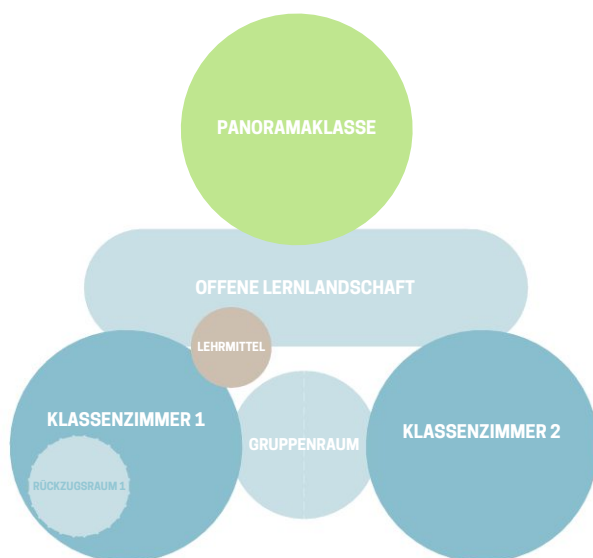 PANORAMAKLASSE
OFFENE LERNLANDSCHAFT
LEHRMITTEL
KLASSENZIMMER 1
GRUPPENRAUM
KLASSENZIMMER 2
RÜCKZUGSRAUM 1